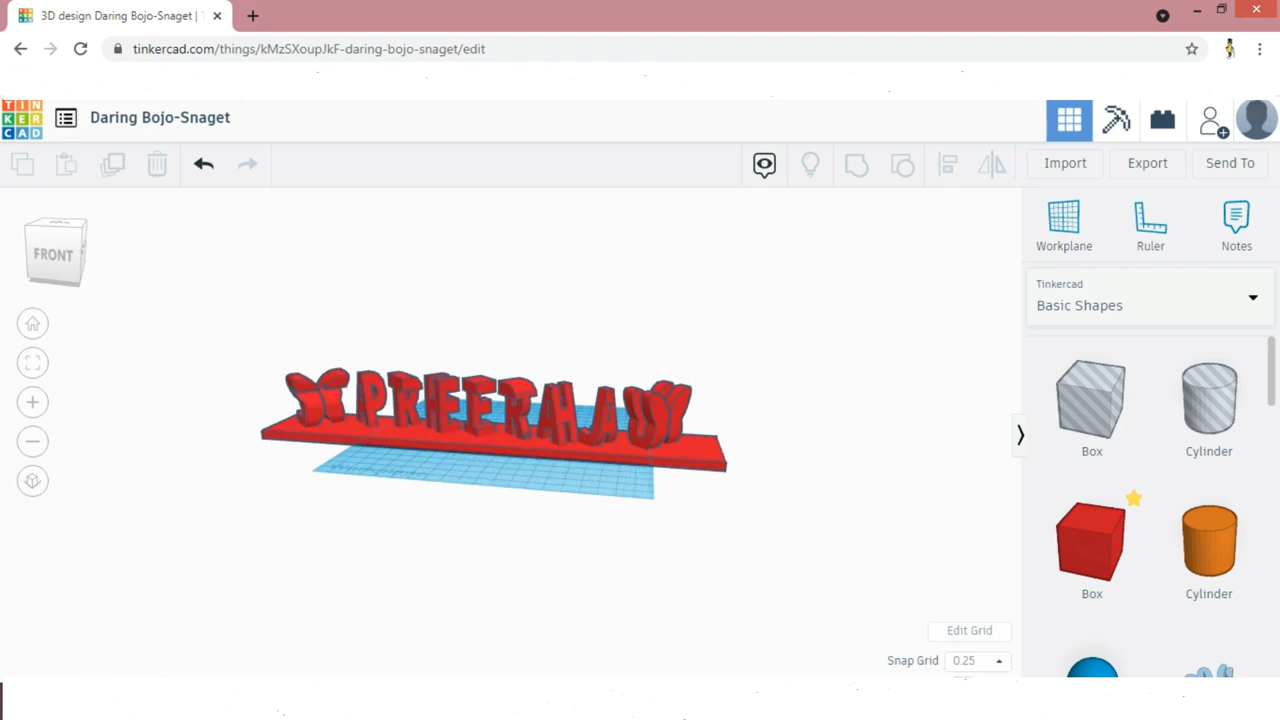 3D design Daring Bojo-Snaget | T
tinkercad.com/things/kMzSXoupJkF-daring-bojo-snaget/edit
TIN
KER
CAD
Daring Bojo-Snaget
Import
Export
Send To
FRONT
Workplane
Ruler
Notes
Tinkercad
Basic Shapes
Box
Cylinder
Box
Cylinder
Edit Grid
Snap Grid 0.25